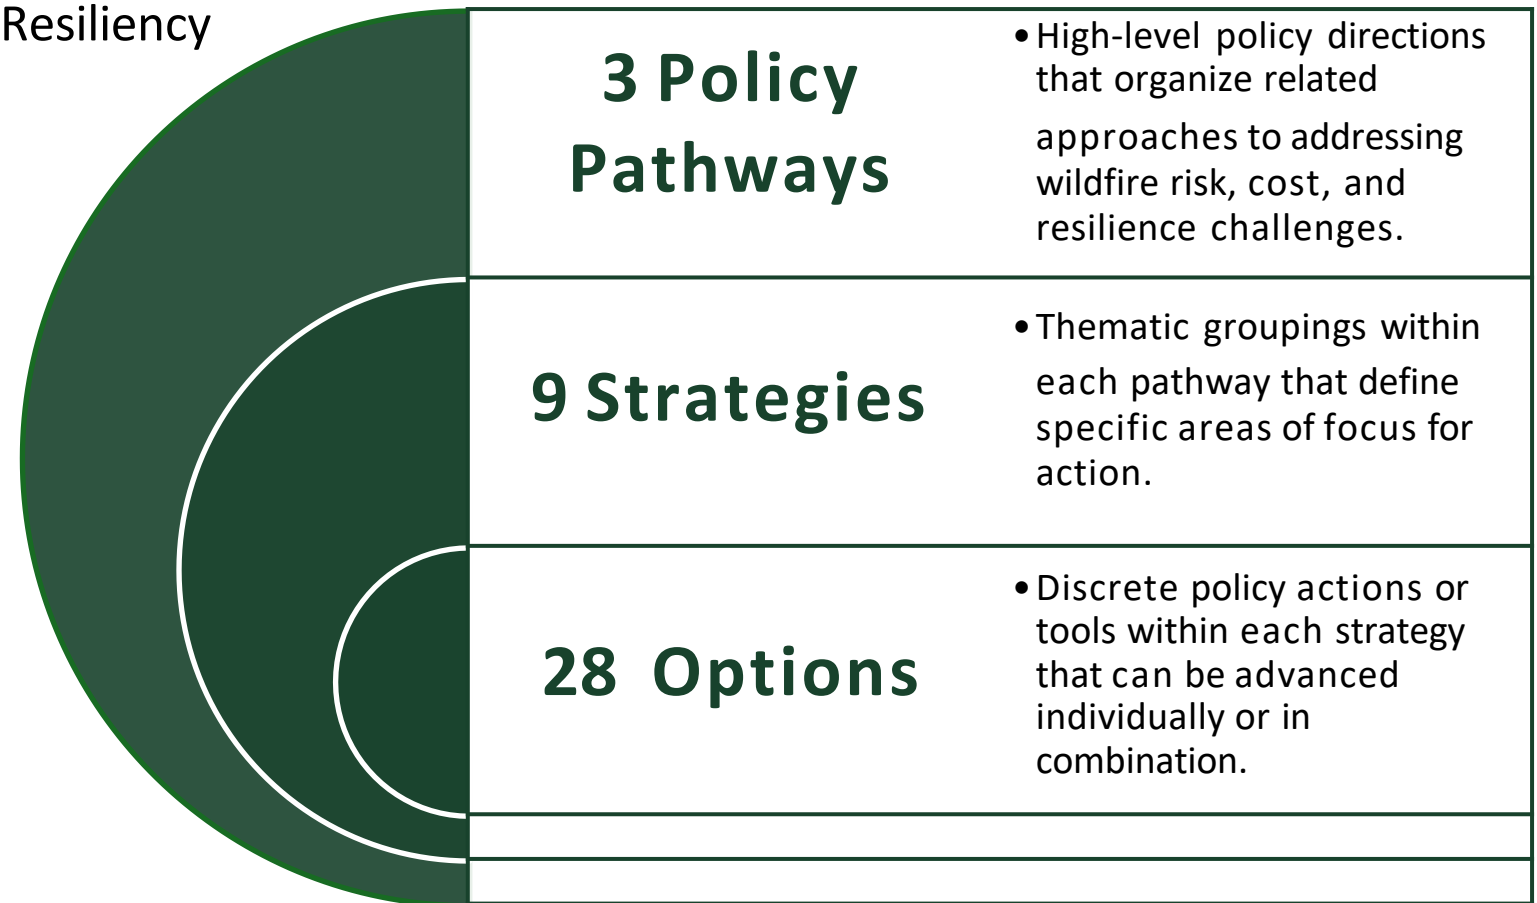 Resiliency
3 Policy
Pathways
•High-level policy directions
that organize related
approaches to addressing
wildfire risk, cost, and
resilience challenges.
9 Strategies
•Thematic groupings within
each pathway that define
specific areas of focus for
action.
28 Options
•Discrete policy actions or
tools within each strategy
that can be advanced
individually or in
combination.